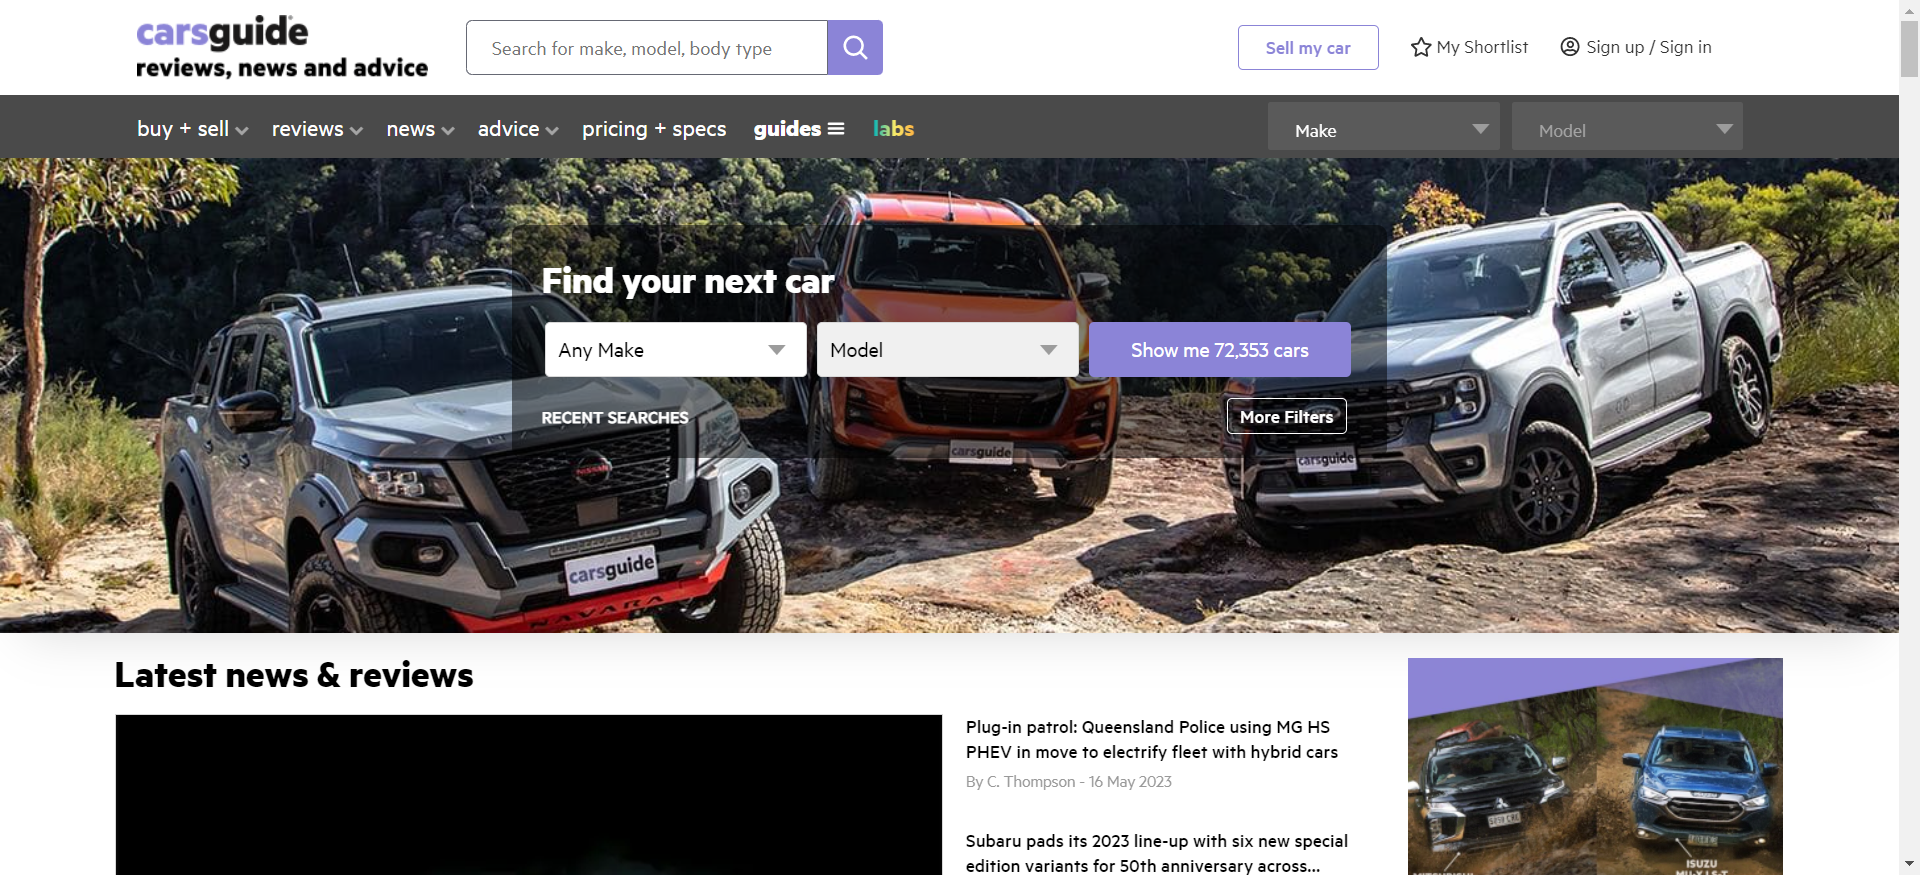 carsguide
reviews, news and advice
Search for make, model, body type
Sell my car
My Shortlist
Sign up / Sign in
buy + sell
reviews
news
advice
pricing + specs
guides
labs
Make
Model
Find your next car
Any Make
Model
Show me 72,353 cars
RECENT SEARCHES
More Filters
carsguide
carsguide
NISSAN
carsguide
NAVARA
Latest news & reviews
Plug-in patrol: Queensland Police using MG HS
PHEV in move to electrify fleet with hybrid cars
By C. Thompson - 16 May 2023
Subaru pads its 2023 line-up with six new special
edition variants for 50th anniversary across...
ISUZU